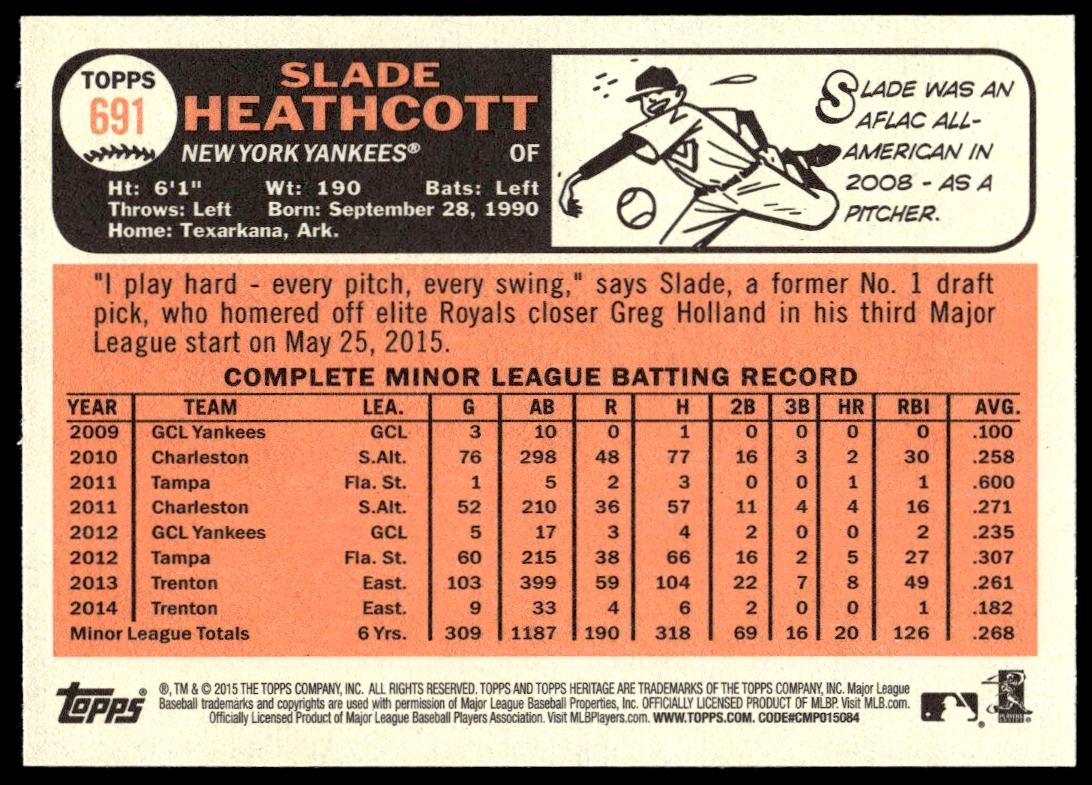 TOPPS
691
SLADE
HEATHCOTT
NEW YORK YANKEES® OF
Ht: 6'1" Wt: 190 Bats: Left
Throws: Left Born: September 28, 1990
Home: Texarkana, Ark.
SLADE WAS AN
AFLAC ALL-
AMERICAN IN
2008 - AS A
PITCHER.
"I play hard - every pitch, every swing," says Slade, a former No. 1 draft
pick, who homered off elite Royals closer Greg Holland in his third Major
League start on May 25, 2015.
COMPLETE MINOR LEAGUE BATTING RECORD
YEAR TEAM LEA. G AB R H 2B 3B HR RBI AVG.
2009 GCL Yankees GCL 3 10 0 1 0 0 0 0 .100
2010 Charleston S.Alt. 76 298 48 77 16 3 2 30 .258
2011 Tampa Fla. St. 1 5 2 3 0 0 1 1 .600
2011 Charleston S.Alt. 52 210 36 57 11 4 4 16 .271
2012 GCL Yankees GCL 5 17 3 4 2 0 0 2 .235
2012 Tampa Fla. St. 60 215 38 66 16 2 5 27 .307
2013 Trenton East. 103 399 59 104 22 7 8 49 .261
2014 Trenton East. 9 33 4 6 2 0 0 1 .182
Minor League Totals 6 Yrs. 309 1187 190 318 69 16 20 126 .268
Topps®
®, TM & © 2015 THE TOPPS COMPANY, INC. ALL RIGHTS RESERVED. TOPPS AND TOPPS HERITAGE ARE TRADEMARKS OF THE TOPPS COMPANY, INC. Major League
Baseball trademarks and copyrights are used with permission of Major League Baseball Properties, Inc. OFFICIALLY LICENSED PRODUCT OF MLBP. Visit MLB.com.
Officially Licensed Product of Major League Baseball Players Association. Visit MLBPlayers.com. WWW.TOPPS.COM. CODE#CMP015084